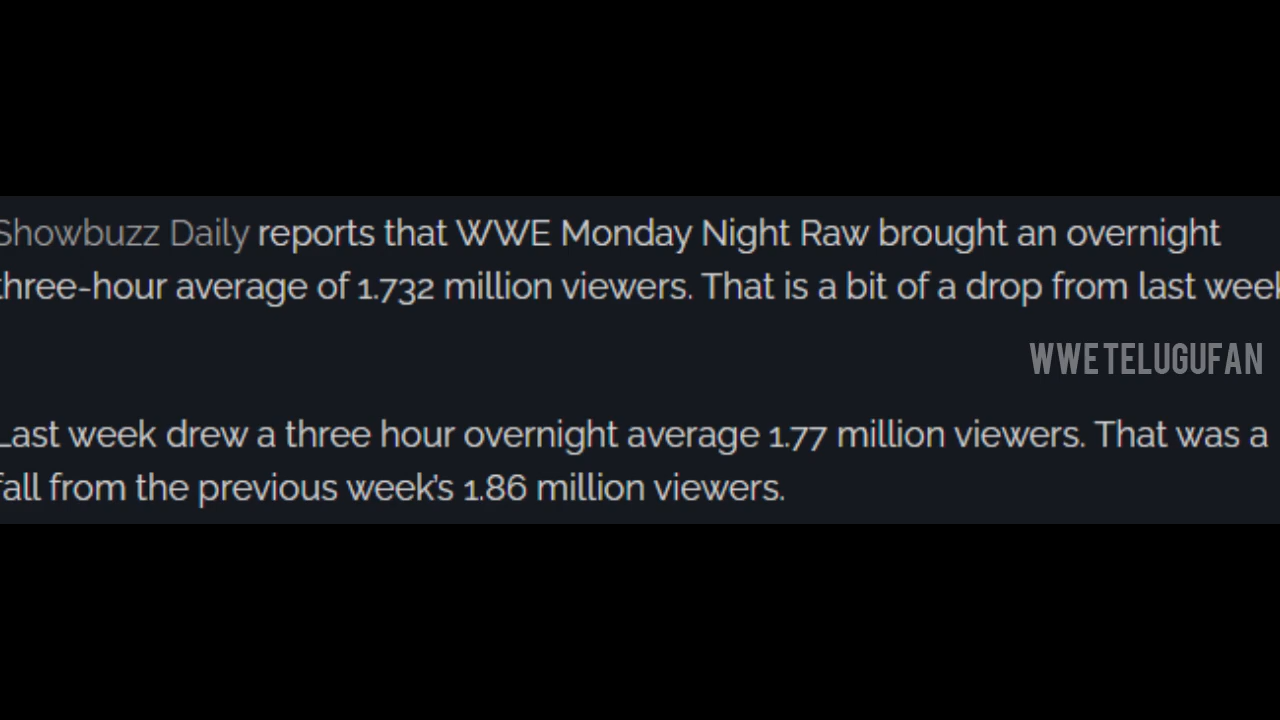 Showbuzz Daily reports that WWE Monday Night Raw brought an overnight
three-hour average of 1.732 million viewers. That is a bit of a drop from last week
WWETELUGUFAN
Last week drew a three hour overnight average 1.77 million viewers. That was a
fall from the previous week's 1.86 million viewers.